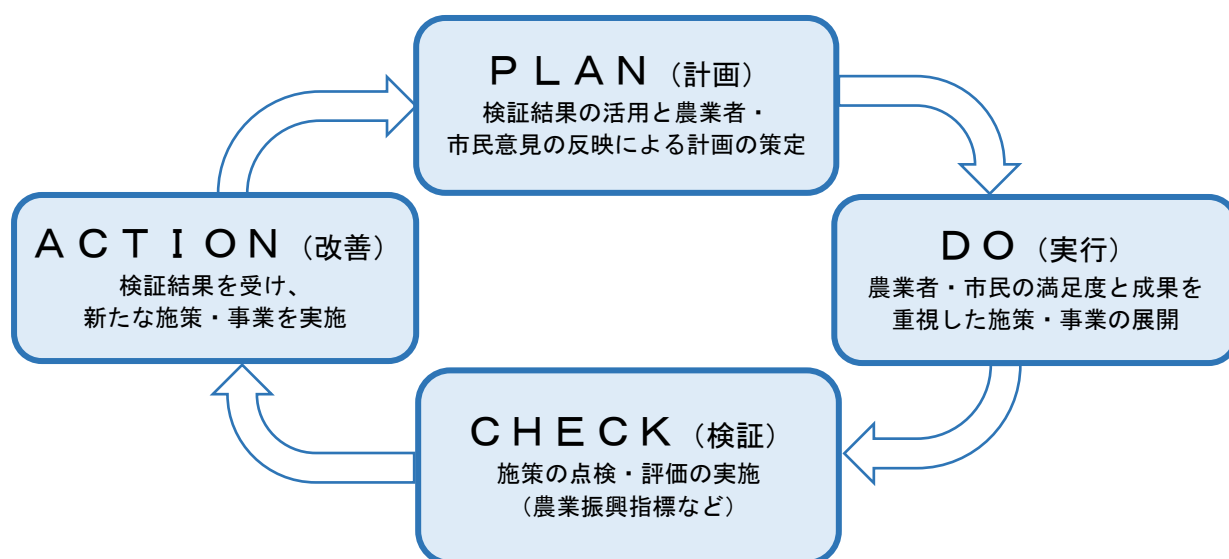 ＰＬＡＮ（計画）
検証結果の活用と農業者・
市民意見の反映による計画の策定
ＤＯ（実行）
農業者・市民の満足度と成果を
重視した施策・事業の展開
ＣＨＥＣＫ（検証）
施策の点検・評価の実施
（農業振興指標など）
ＡＣＴＩＯＮ（改善）
検証結果を受け、
新たな施策・事業を実施